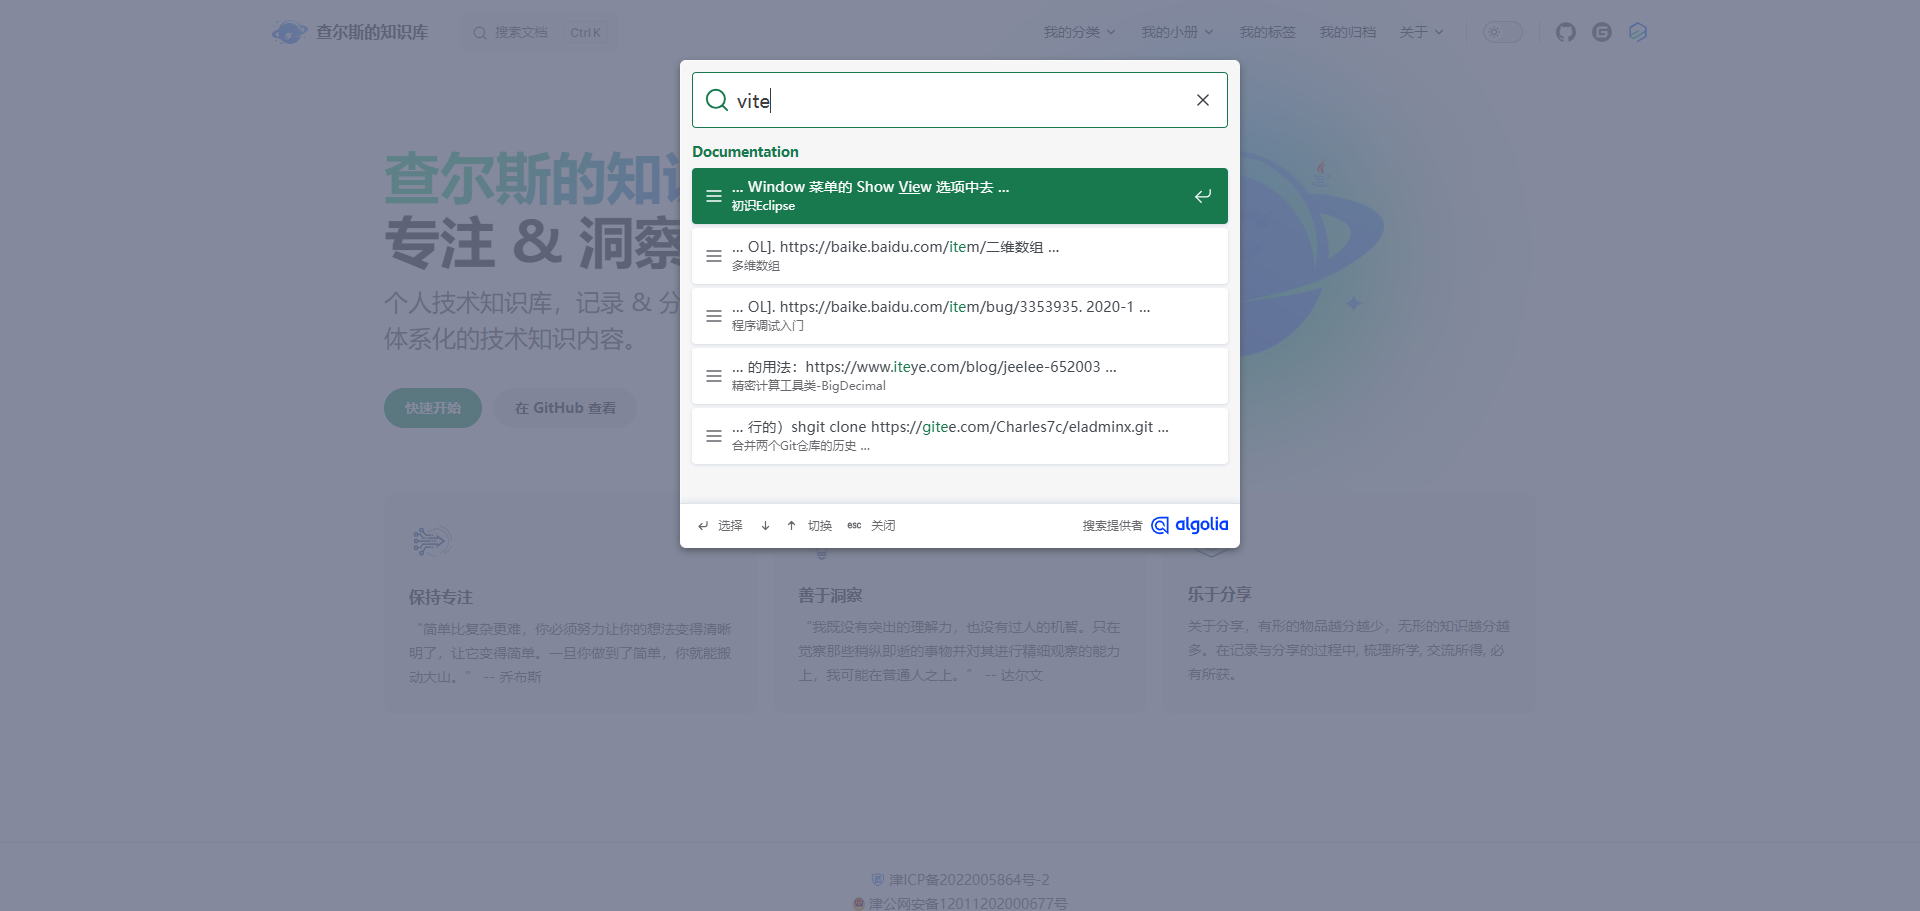 查尔斯的知识库
搜索文档 Ctrl K
我的分类 我的小册 我的标签 我的归档 关于
vite
Documentation
... Window 菜单的 Show View 选项中去 ...
初识Eclipse
... OL]. https://baike.baidu.com/item/二维数组 ...
多维数组
... OL]. https://baike.baidu.com/item/bug/3353935. 2020-1 ...
程序调试入门
... 的用法：https://www.iteye.com/blog/jeelee-652003 ...
精密计算工具类-BigDecimal
... 行的）shgit clone https://gitee.com/Charles7c/eladminx.git ...
合并两个Git仓库的历史 ...
选择 切换 esc 关闭
搜索提供者 algolia
查尔斯的知
专注 & 洞察
个人技术知识库，记录 & 分
体系化的技术知识内容。
快速开始 在 GitHub 查看
保持专注
“简单比复杂更难，你必须努力让你的想法变得清晰
明了，让它变得简单。一旦你做到了简单，你就能搬
动大山。” -- 乔布斯
善于洞察
“我既没有突出的理解力，也没有过人的机智。只在
觉察那些稍纵即逝的事物并对其进行精细观察的能力
上，我可能在普通人之上。” -- 达尔文
乐于分享
关于分享，有形的物品越分越少，无形的知识越分越
多。在记录与分享的过程中, 梳理所学, 交流所得, 必
有所获。
津ICP备2022005864号-2
津公网安备12011202000677号